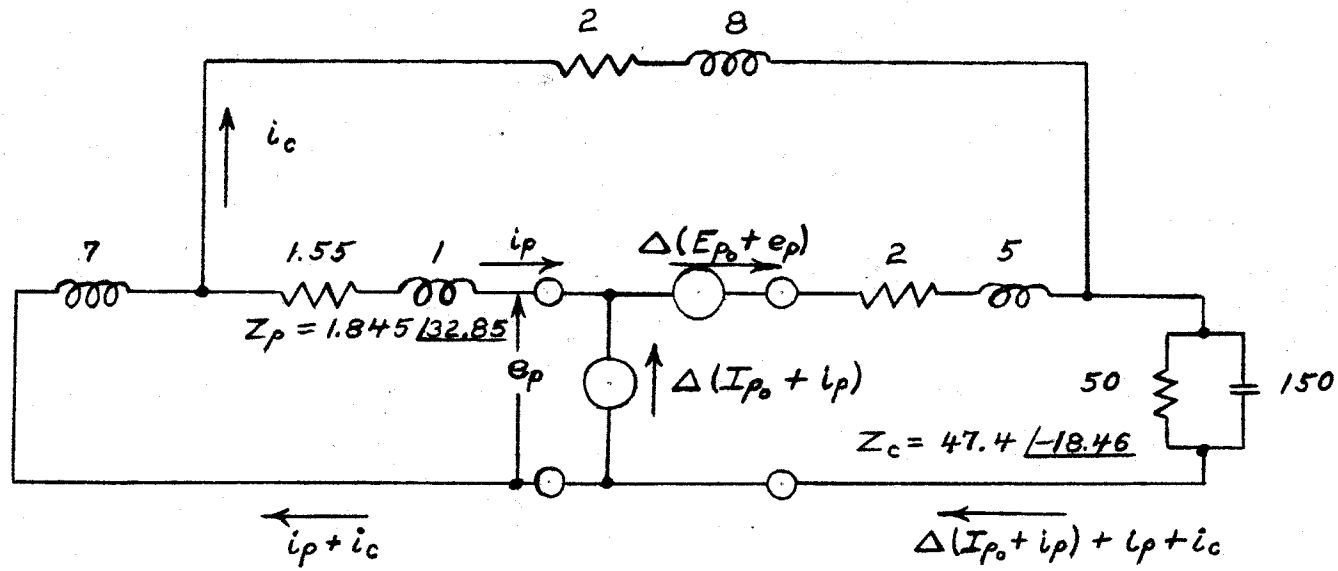 2 8
i_c
7 1.55 1 i_p Δ(E_p₀ + e_p) 2 5
Z_p = 1.845 /32.85
e_p
Δ(I_p₀ + i_p)
50 150
Z_c = 47.4 /-18.46
i_p + i_c
Δ(I_p₀ + i_p) + i_p + i_c